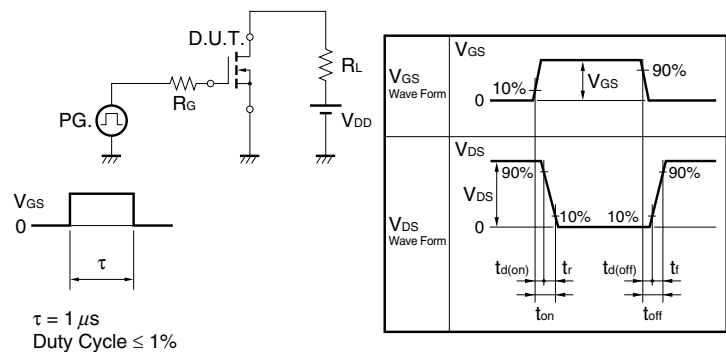 D.U.T.
RL
RG
PG.
VDD
VGS
0
τ
τ = 1 μs
Duty Cycle ≤ 1%
VGS
Wave Form
VGS
10%
VGS
90%
0
VDS
Wave Form
VDS
VDS
90%
90%
10%
10%
0
td(on)
tr
td(off)
tf
ton
toff